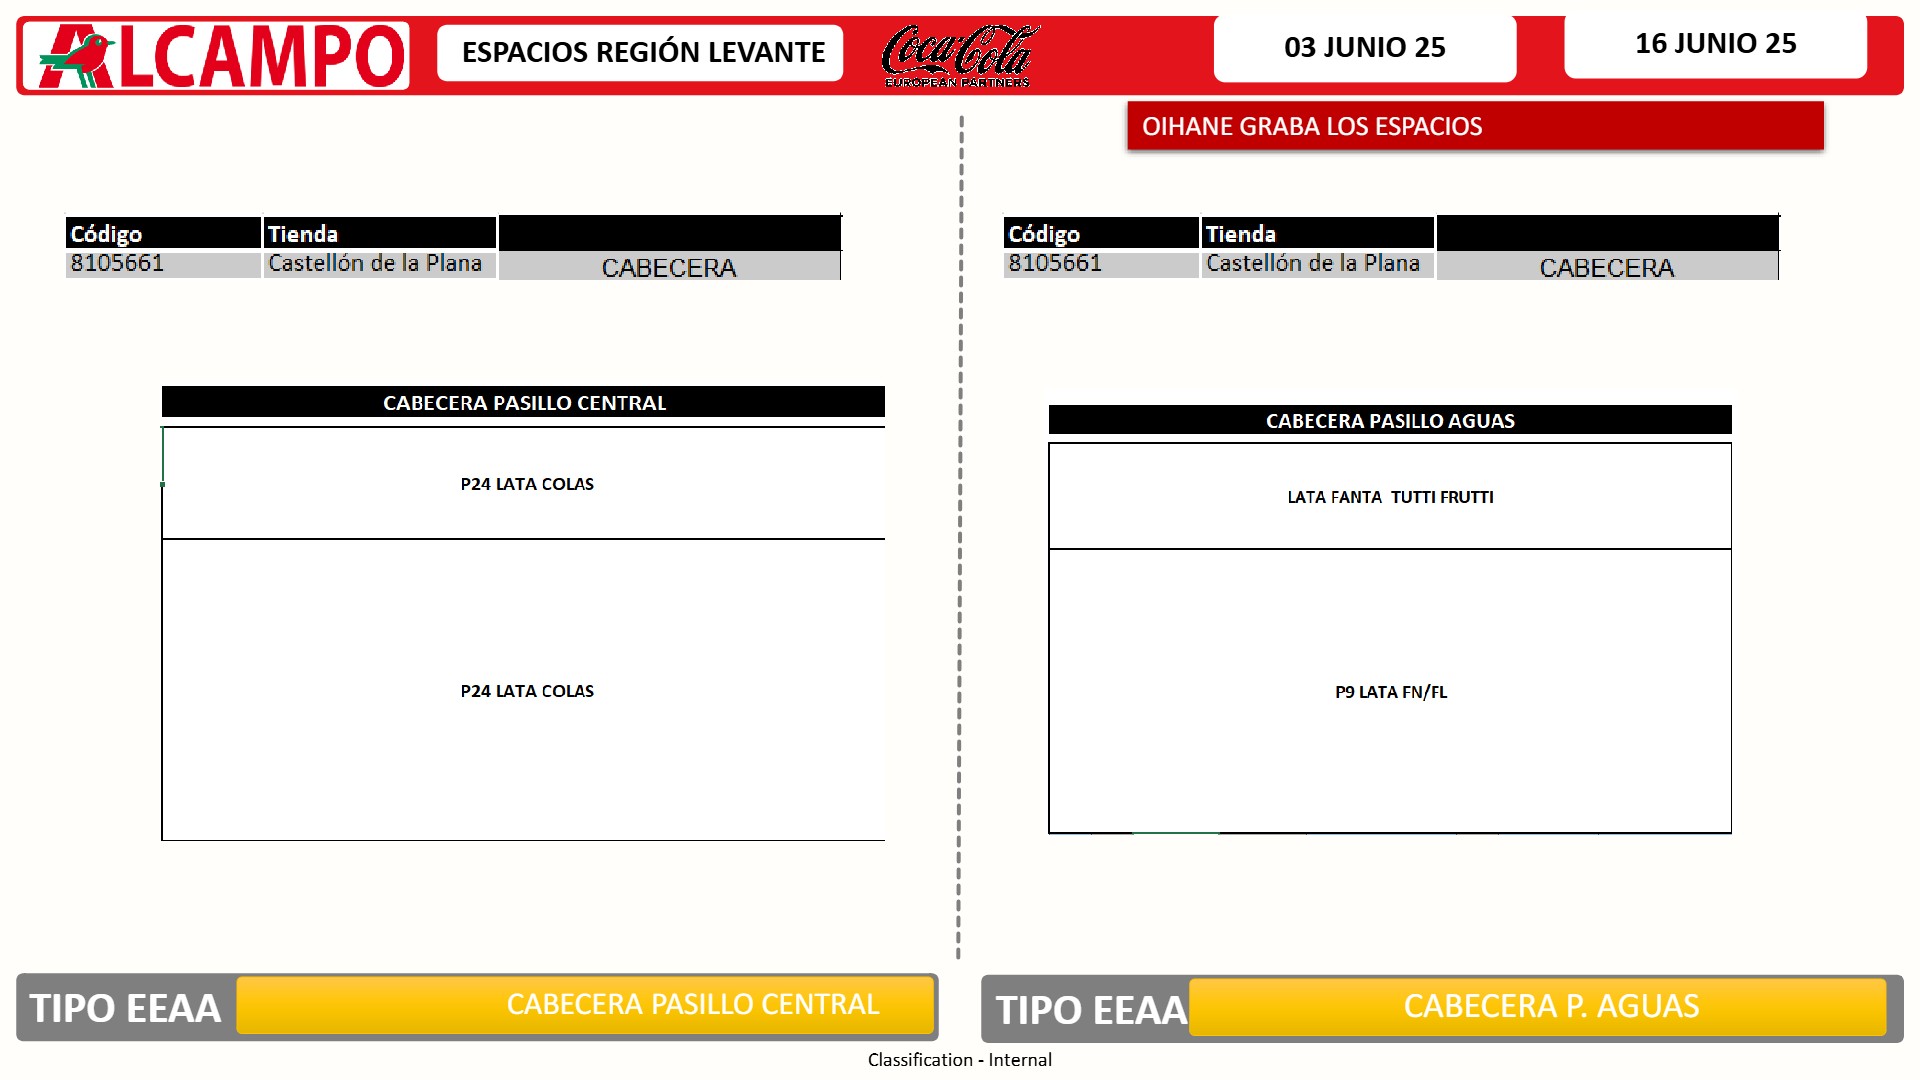 ALCAMPO
ESPACIOS REGIÓN LEVANTE
Coca-Cola
EUROPEAN PARTNERS
03 JUNIO 25
16 JUNIO 25
OIHANE GRABA LOS ESPACIOS
Código Tienda
8105661 Castellón de la Plana CABECERA
CABECERA PASILLO CENTRAL
P24 LATA COLAS
P24 LATA COLAS
TIPO EEAA CABECERA PASILLO CENTRAL
Código Tienda
8105661 Castellón de la Plana CABECERA
CABECERA PASILLO AGUAS
LATA FANTA TUTTI FRUTTI
P9 LATA FN/FL
TIPO EEAA CABECERA P. AGUAS
Classification - Internal